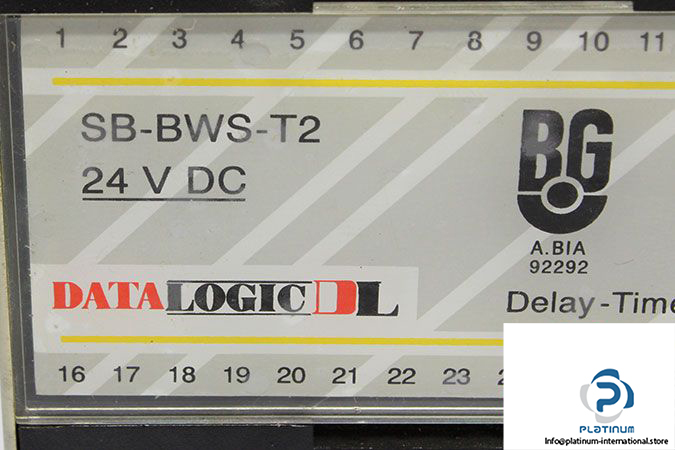 1 2 3 4 5 6 7 8 9 10 11
SB-BWS-T2
24 V DC
BG
A.BIA
92292
DATALOGIC DL
Delay-Time
16 17 18 19 20 21 22 23
PLATINUM
Info@platinum-international.store